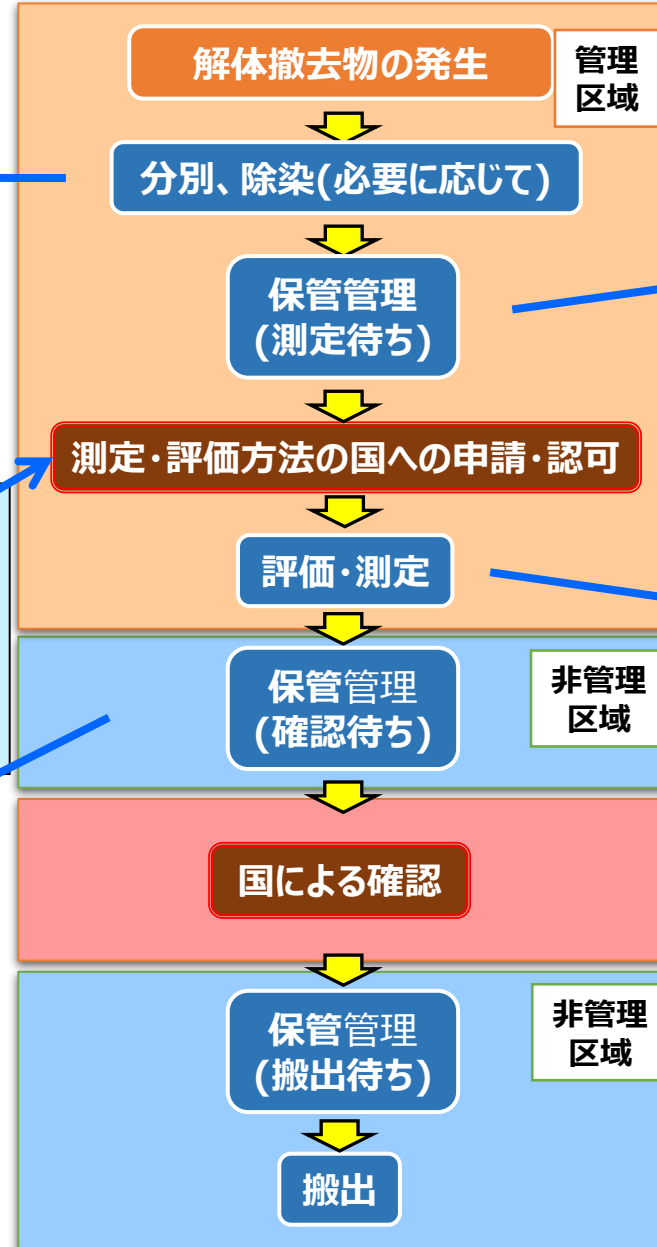 解体撤去物の発生
管理
区域
分別、除染(必要に応じて)
保管管理
(測定待ち)
測定・評価方法の国への申請・認可
評価・測定
保管管理
(確認待ち)
非管理
区域
国による確認
保管管理
(搬出待ち)
非管理
区域
搬出